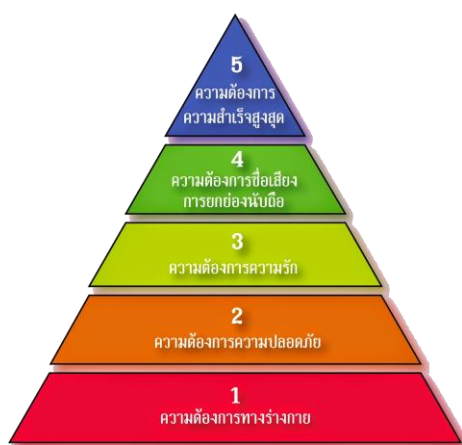 5
ความต้องการ
ความสำเร็จสูงสุด
4
ความต้องการชื่อเสียง
การยกย่องนับถือ
3
ความต้องการความรัก
2
ความต้องการความปลอดภัย
1
ความต้องการทางร่างกาย